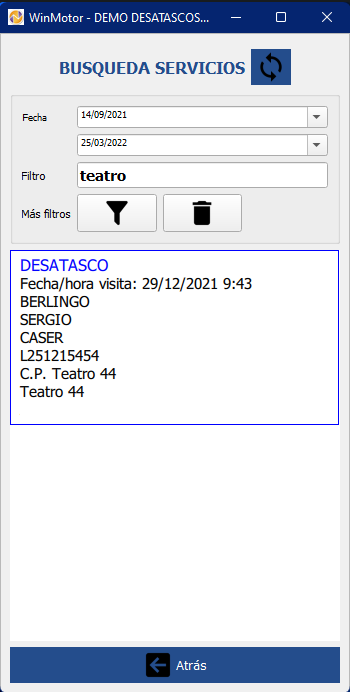 WinMotor - DEMO DESATASCOS...
BUSQUEDA SERVICIOS
Fecha
14/09/2021
25/03/2022
Filtro
teatro
Más filtros
DESATASCO
Fecha/hora visita: 29/12/2021 9:43
BERLINGO
SERGIO
CASER
L251215454
C.P. Teatro 44
Teatro 44
Atrás